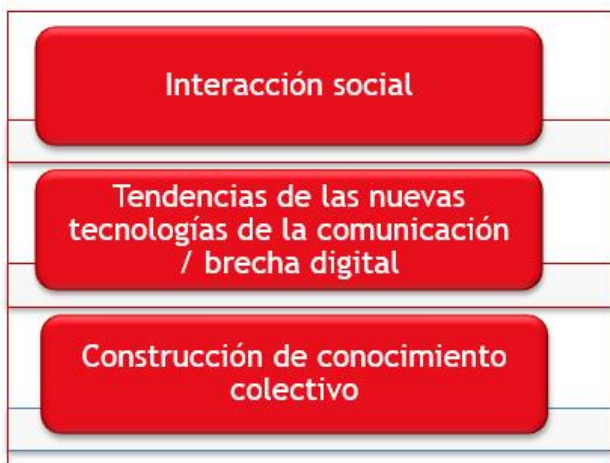 Interacción social
Tendencias de las nuevas
tecnologías de la comunicación
/ brecha digital
Construcción de conocimiento
colectivo